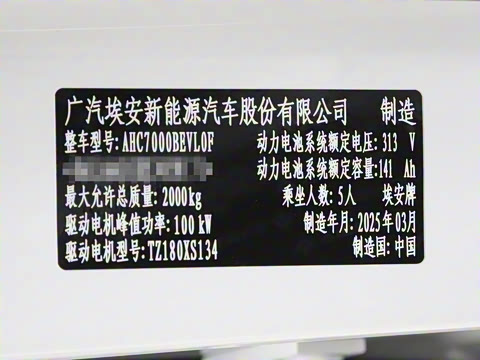 广汽埃安新能源汽车股份有限公司 制造
整车型号: AHC7000BEVL0F 动力电池系统额定电压: 313 V
动力电池系统额定容量: 141 Ah
最大允许总质量: 2000kg 乘坐人数: 5人 埃安牌
驱动电机峰值功率: 100 kW 制造年月: 2025年03月
驱动电机型号: TZ180XS134 制造国: 中国